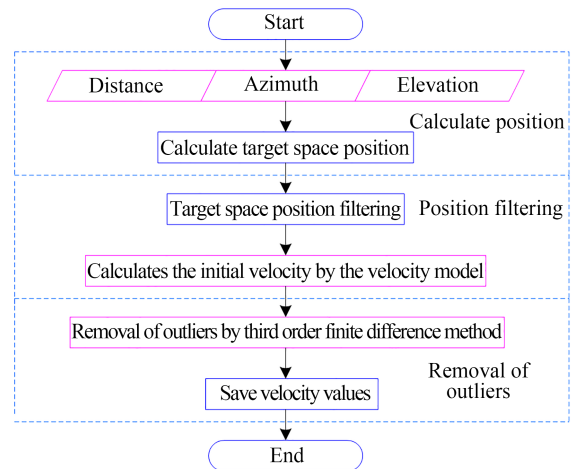 Start
Distance
Azimuth
Elevation
Calculate position
Calculate target space position
Target space position filtering
Position filtering
Calculates the initial velocity by the velocity model
Removal of outliers by third order finite difference method
Removal of
outliers
Save velocity values
End